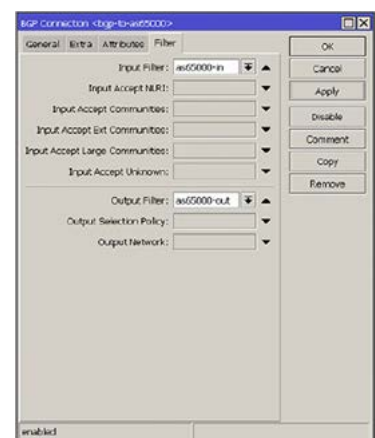 BGP Connection <bgp-to-as65000>
General Extra Attributes Filter
Input Filter: as65000-in
Input Accept NLRI:
Input Accept Communities:
Input Accept Ext Communities:
Input Accept Large Communities:
Input Accept Unknown:
Output Filter: as65000-out
Output Selection Policy:
Output Network:
OK
Cancel
Apply
Disable
Comment
Copy
Remove
enabled